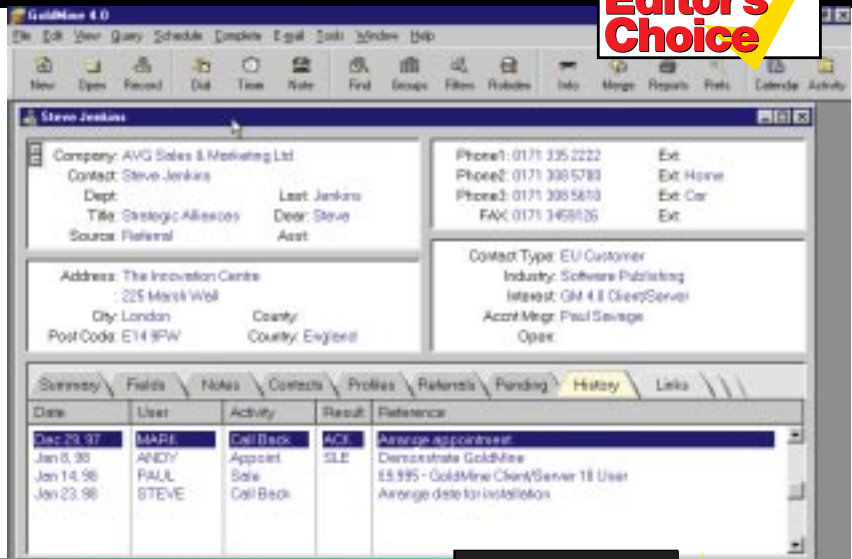 Editor's
Choice
GoldMine 4.0
File Edit View Query Schedule Complete E-mail Tools Window Help
New Open Record Dial Timer Note Find Groups Filters Rolodex Info Merge Reports Prefs Calendar Activity
Steve Jenkins
Company: AVG Sales & Marketing Ltd
Contact: Steve Jenkins
Dept: Last: Jenkins
Title: Strategic Alliances Dear: Steve
Source: Referral Asst:
Phone1: 0171 335 2222 Ext:
Phone2: 0171 308 5780 Ext: Home
Phone3: 0171 308 5610 Ext: Car
FAX: 0171 3459126 Ext:
Address: The Innovation Centre
: 225 Marsh Wall
City: London County:
Post Code: E14 9FW Country: England
Contact Type: EU Customer
Industry: Software Publishing
Interest: GM 4.0 Client/Server
Accnt Mngr: Paul Savage
Open:
Summary Fields Notes Contacts Profiles Referrals Pending History Links
Date User Activity Result Reference
Dec 29, 97 MARK Call Back ACK Arrange appointment
Jan 8, 98 ANDY Appoint SLE Demonstrate GoldMine
Jan 14, 98 PAUL Sale £9,995 - GoldMine Client/Server 10 User
Jan 23, 98 STEVE Call Back Arrange date for installation